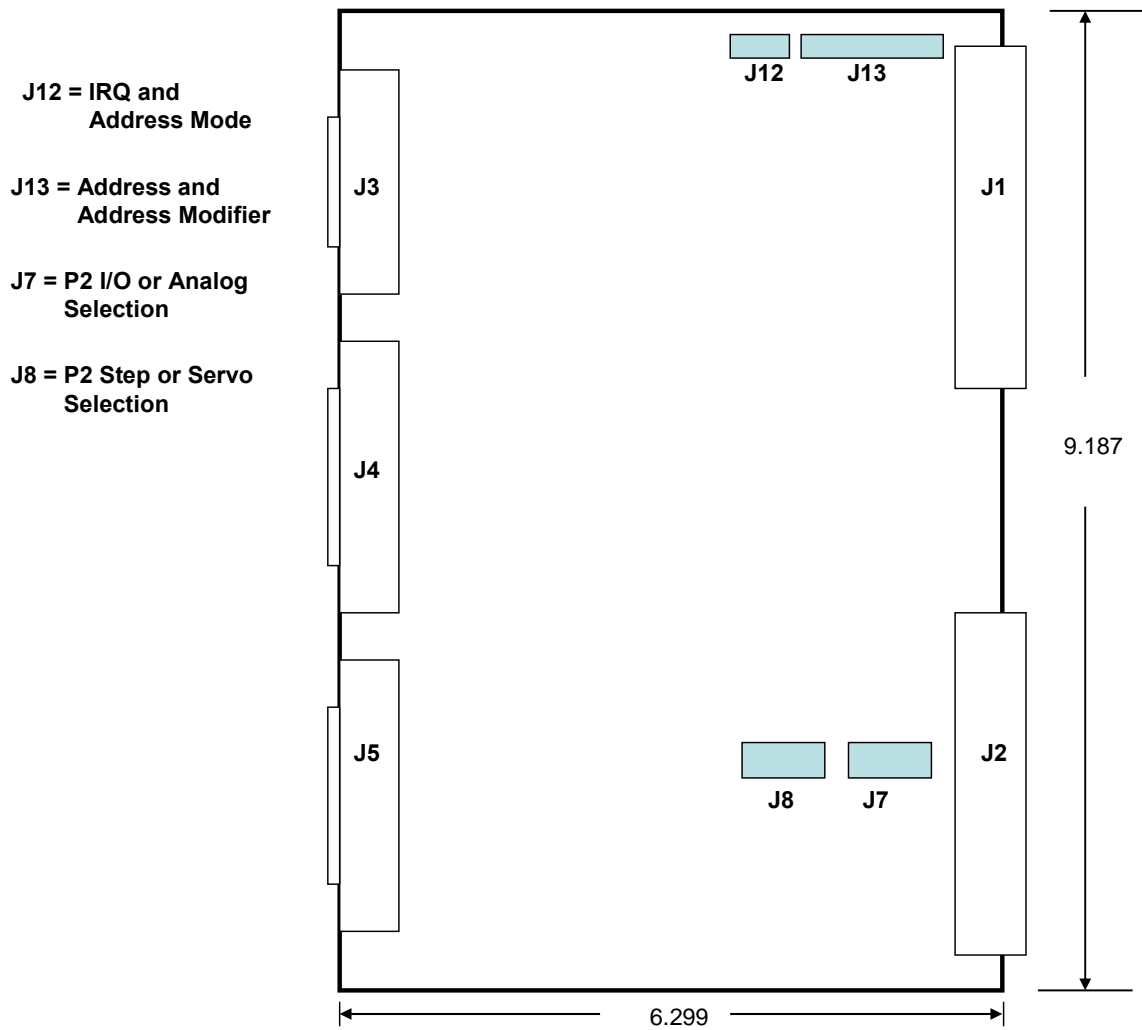 J12 = IRQ and
Address Mode
J13 = Address and
Address Modifier
J7 = P2 I/O or Analog
Selection
J8 = P2 Step or Servo
Selection
J12
J13
J3
J1
J4
9.187
J5
J2
J8
J7
6.299